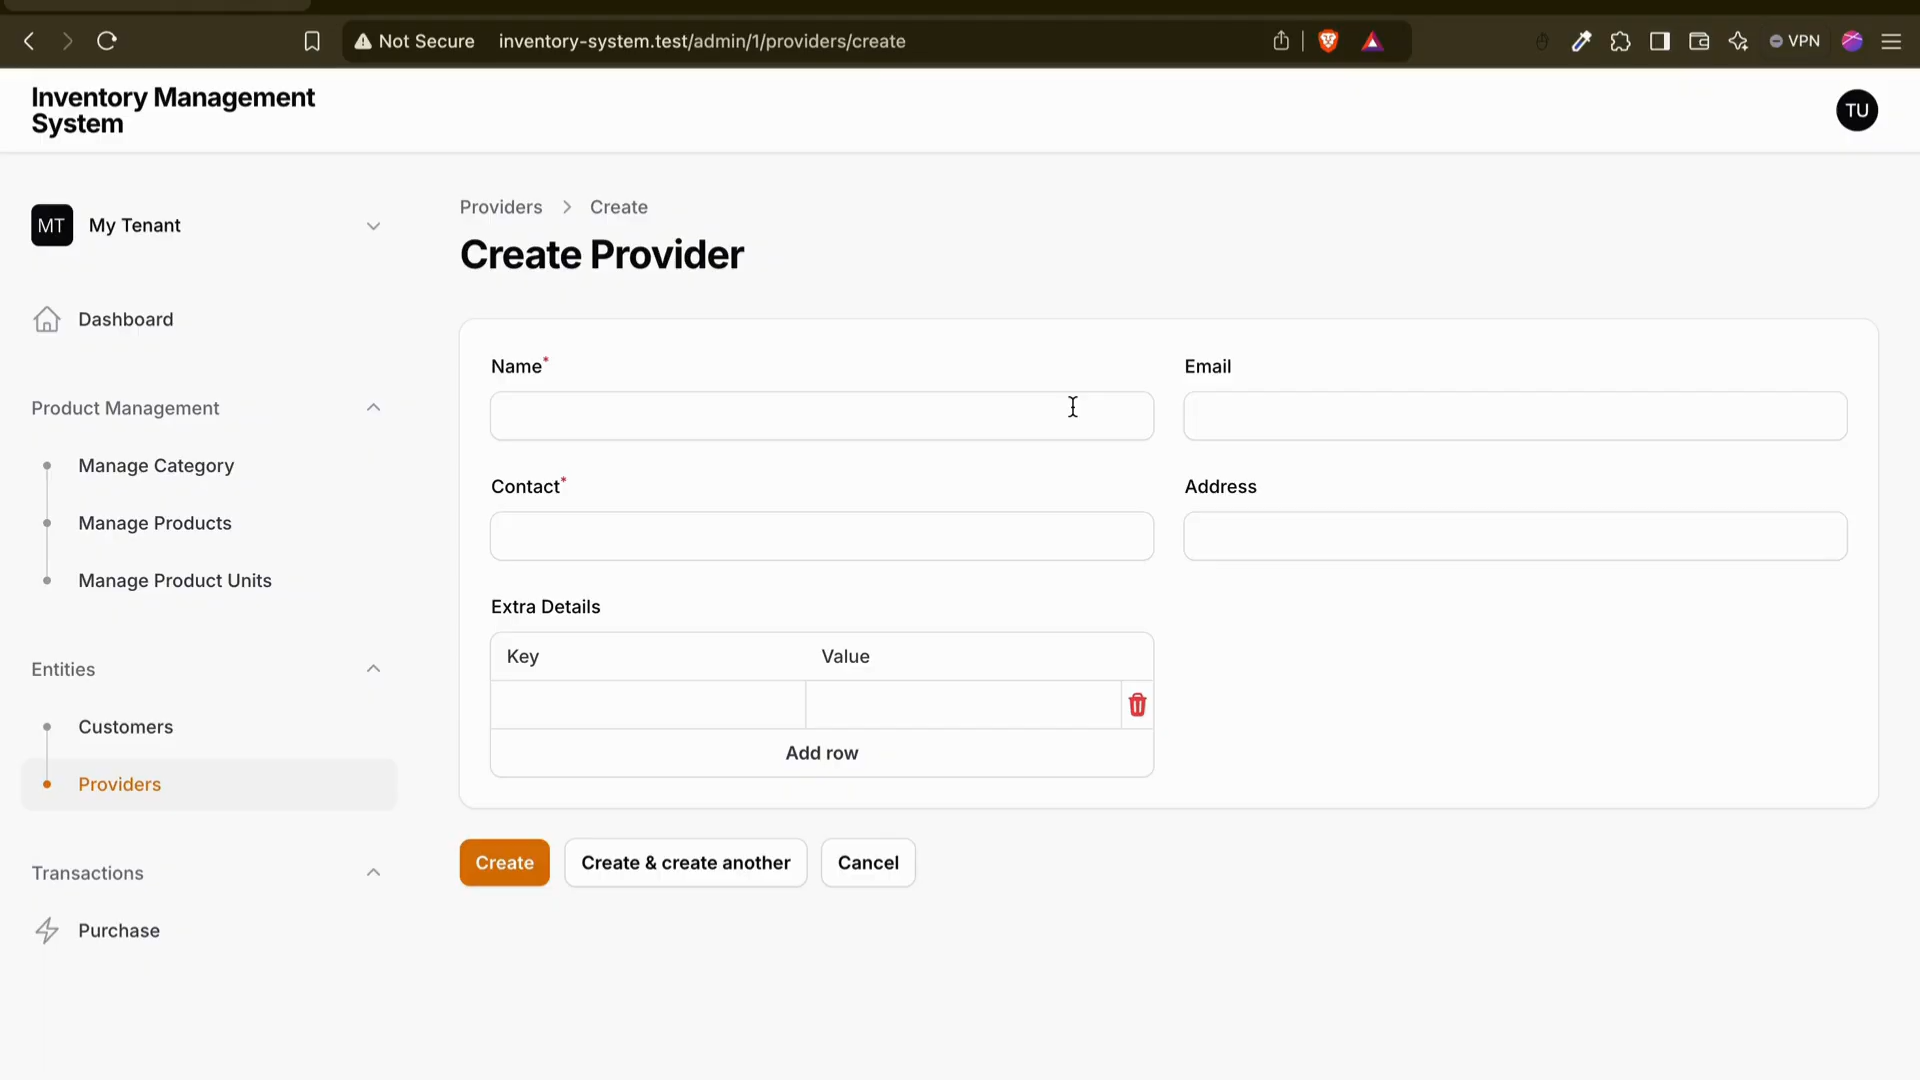 Not Secure inventory-system.test/admin/1/providers/create VPN
Inventory Management
System
TU
MT My Tenant
Dashboard
Product Management
Manage Category
Manage Products
Manage Product Units
Entities
Customers
Providers
Transactions
Purchase
Providers > Create
Create Provider
Name*
Email
Contact*
Address
Extra Details
Key Value
Add row
Create Create & create another Cancel